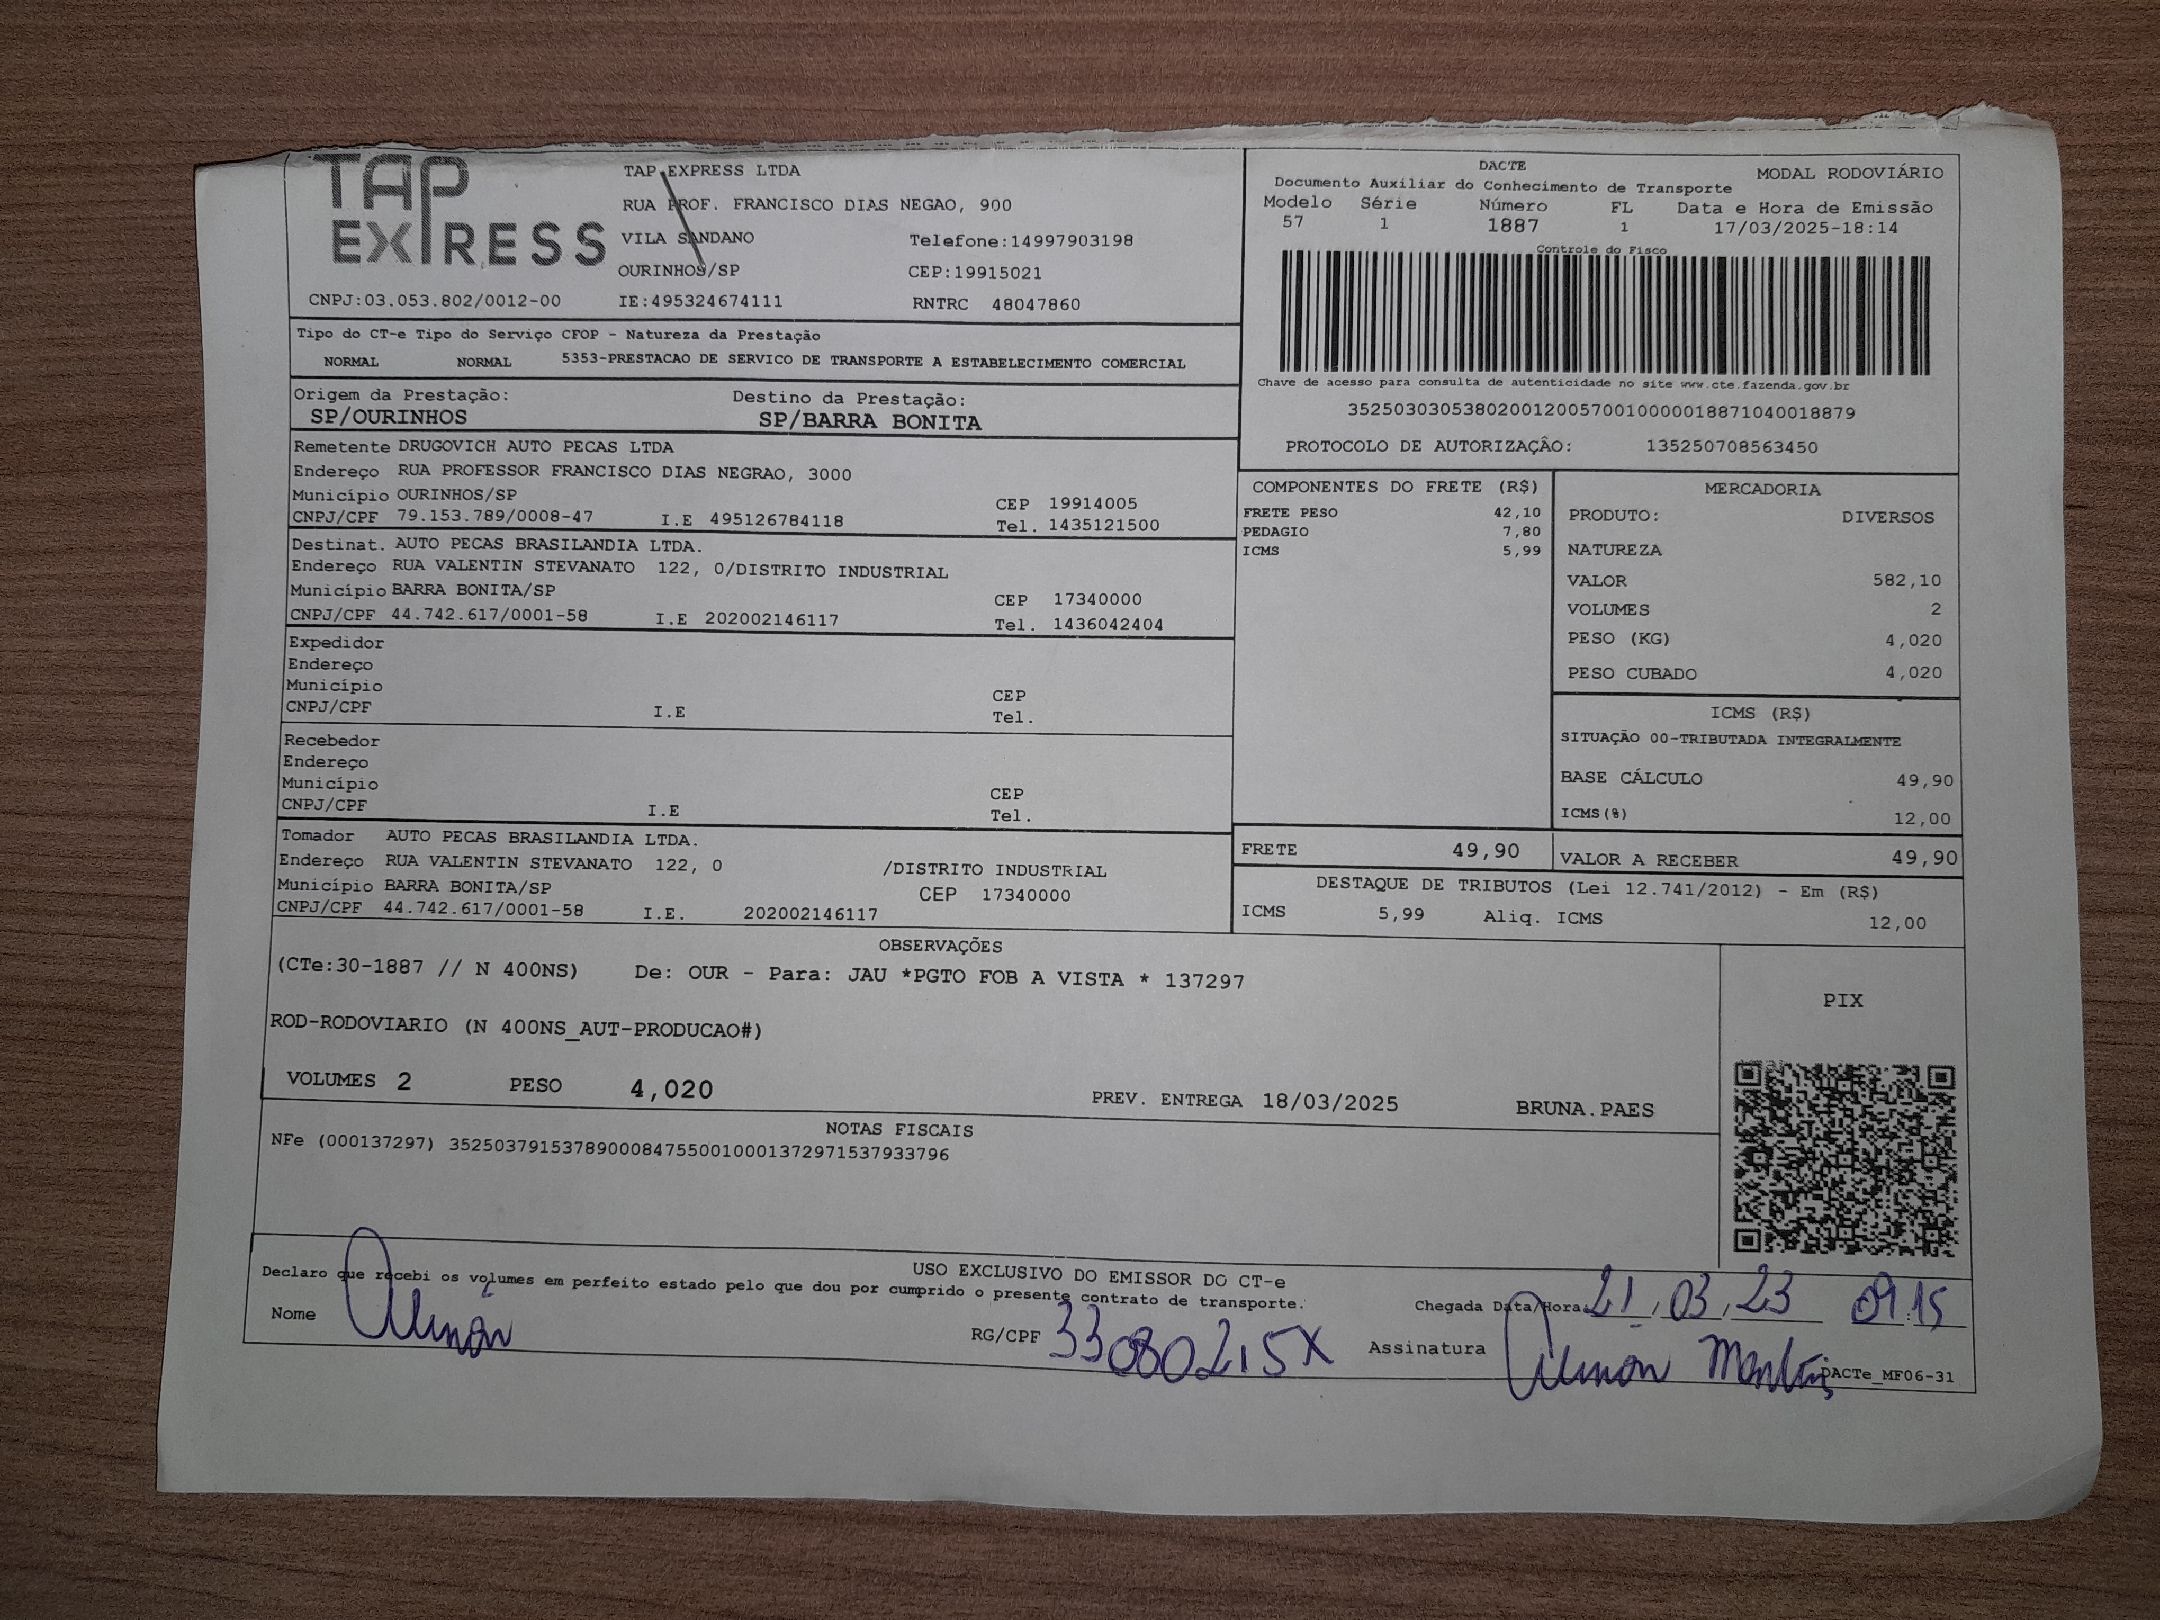 TAP EXPRESS
TAP EXPRESS LTDA
RUA PROF. FRANCISCO DIAS NEGAO, 900
VILA SANDANO Telefone:14997903198
OURINHOS/SP CEP:19915021
CNPJ:03.053.802/0012-00 IE:495324674111 RNTRC 48047860
DACTE MODAL RODOVIÁRIO
Documento Auxiliar do Conhecimento de Transporte
Modelo Série Número FL Data e Hora de Emissão
57 1 1887 1 17/03/2025-18:14
Controle do Fisco
Chave de acesso para consulta de autenticidade no site www.cte.fazenda.gov.br
35250303053802001200570010000018871040018879
PROTOCOLO DE AUTORIZAÇÃO: 135250708563450
Tipo do CT-e Tipo do Serviço CFOP - Natureza da Prestação
NORMAL NORMAL 5353-PRESTACAO DE SERVICO DE TRANSPORTE A ESTABELECIMENTO COMERCIAL
Origem da Prestação: Destino da Prestação:
SP/OURINHOS SP/BARRA BONITA
Remetente DRUGOVICH AUTO PECAS LTDA
Endereço RUA PROFESSOR FRANCISCO DIAS NEGRAO, 3000
Município OURINHOS/SP CEP 19914005
CNPJ/CPF 79.153.789/0008-47 I.E 495126784118 Tel. 1435121500
Destinat. AUTO PECAS BRASILANDIA LTDA.
Endereço RUA VALENTIN STEVANATO 122, 0/DISTRITO INDUSTRIAL
Município BARRA BONITA/SP CEP 17340000
CNPJ/CPF 44.742.617/0001-58 I.E 202002146117 Tel. 1436042404
Expedidor
Endereço
Município CEP
CNPJ/CPF I.E Tel.
Recebedor
Endereço
Município CEP
CNPJ/CPF I.E Tel.
Tomador AUTO PECAS BRASILANDIA LTDA.
Endereço RUA VALENTIN STEVANATO 122, 0 /DISTRITO INDUSTRIAL
Município BARRA BONITA/SP CEP 17340000
CNPJ/CPF 44.742.617/0001-58 I.E. 202002146117
COMPONENTES DO FRETE (R$)
FRETE PESO 42,10
PEDAGIO 7,80
ICMS 5,99
MERCADORIA
PRODUTO: DIVERSOS
NATUREZA
VALOR 582,10
VOLUMES 2
PESO (KG) 4,020
PESO CUBADO 4,020
ICMS (R$)
SITUAÇÃO 00-TRIBUTADA INTEGRALMENTE
BASE CÁLCULO 49,90
ICMS(%) 12,00
FRETE 49,90 VALOR A RECEBER 49,90
DESTAQUE DE TRIBUTOS (Lei 12.741/2012) - Em (R$)
ICMS 5,99 Aliq. ICMS 12,00
OBSERVAÇÕES
(CTe:30-1887 // N 400NS) De: OUR - Para: JAU *PGTO FOB A VISTA * 137297
ROD-RODOVIARIO (N 400NS_AUT-PRODUCAO#)
VOLUMES 2 PESO 4,020 PREV. ENTREGA 18/03/2025 BRUNA.PAES
PIX
NOTAS FISCAIS
NFe (000137297) 35250379153789000847550010001372971537933796
USO EXCLUSIVO DO EMISSOR DO CT-e
Declaro que recebi os volumes em perfeito estado pelo que dou por cumprido o presente contrato de transporte.
Chegada Data/Hora: 21,03,23 09:15
Nome RG/CPF 33080215X Assinatura
DACTe_MF06-31